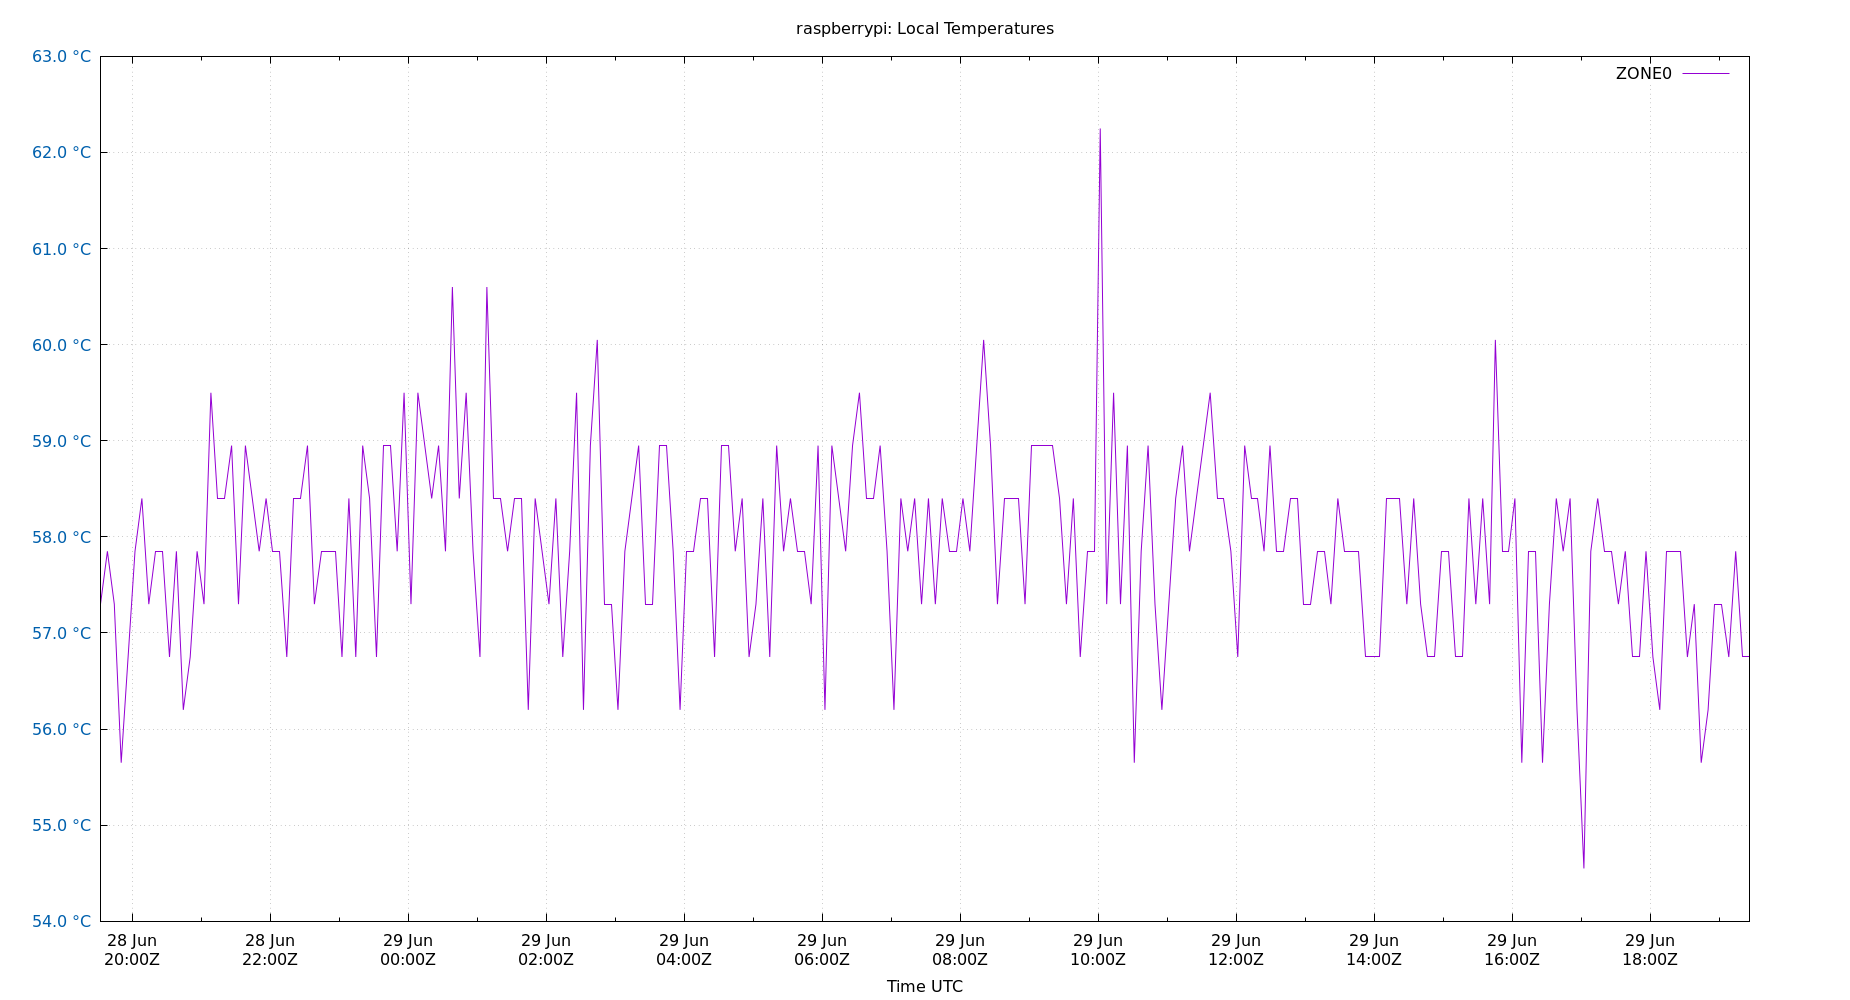 raspberrypi: Local Temperatures
63.0 °C
ZONE0
62.0 °C
61.0 °C
60.0 °C
59.0 °C
58.0 °C
57.0 °C
56.0 °C
55.0 °C
54.0 °C
28 Jun 28 Jun 29 Jun 29 Jun 29 Jun 29 Jun 29 Jun 29 Jun 29 Jun 29 Jun 29 Jun 29 Jun
20:00Z 22:00Z 00:00Z 02:00Z 04:00Z 06:00Z 08:00Z 10:00Z 12:00Z 14:00Z 16:00Z 18:00Z
Time UTC